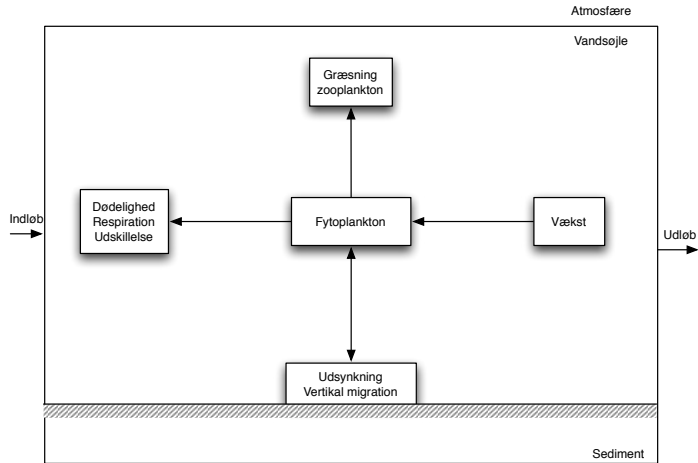 Atmosfære
Vandsøjle
Græsning
zooplankton
Dødelighed
Respiration
Udskillelse
Indløb
Fytoplankton
Vækst
Udløb
Udsynkning
Vertikal migration
Sediment